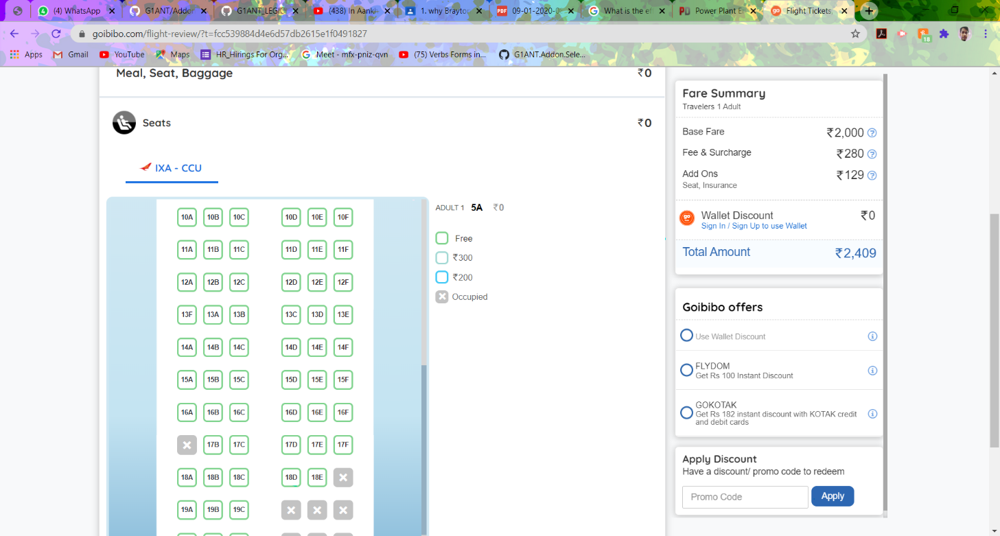 (4) WhatsApp
G1ANT/Addon
G1ANT_LEGIC
(438) In Aankh
1. why Brayton
PDF 09-01-2020-
What is the ef
PD Power Plant En
go Flight Tickets,
goibibo.com/flight-review/?t=fcc539884d4e6d57db2615e1f0491827
18
Apps
Gmail
YouTube
Maps
HR_Hirings For Org...
Meet - mfx-pniz-qvn
(75) Verbs Forms in...
G1ANT.Addon.Sele...
Meal, Seat, Baggage ₹0
Seats ₹0
IXA - CCU
10A 10B 10C 10D 10E 10F
11A 11B 11C 11D 11E 11F
12A 12B 12C 12D 12E 12F
13F 13A 13B 13C 13D 13E
14A 14B 14C 14D 14E 14F
15A 15B 15C 15D 15E 15F
16A 16B 16C 16D 16E 16F
17B 17C 17D 17E 17F
18A 18B 18C 18D 18E
19A 19B 19C
ADULT 1 5A ₹0
Free
₹300
₹200
Occupied
Fare Summary
Travelers 1 Adult
Base Fare ₹2,000
Fee & Surcharge ₹280
Add Ons ₹129
Seat, Insurance
go
Wallet Discount ₹0
Sign In / Sign Up to use Wallet
Total Amount ₹2,409
Goibibo offers
Use Wallet Discount
FLYDOM
Get Rs 100 Instant Discount
GOKOTAK
Get Rs 182 instant discount with KOTAK credit
and debit cards
Apply Discount
Have a discount/ promo code to redeem
Promo Code
Apply